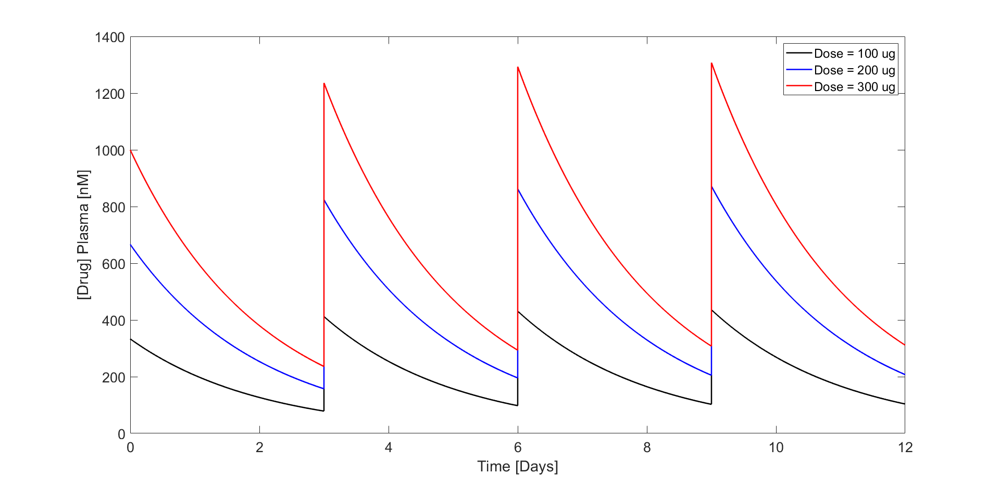 1400
1200
1000
800
600
400
200
0
[Drug] Plasma [nM]
Dose = 100 ug
Dose = 200 ug
Dose = 300 ug
0 2 4 6 8 10 12
Time [Days]